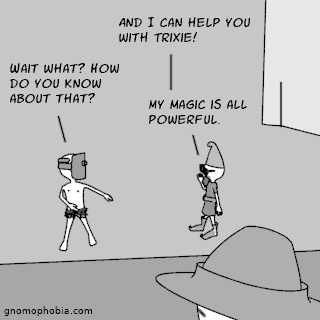 AND I CAN HELP YOU
WITH TRIXIE!
WAIT WHAT? HOW
DO YOU KNOW
ABOUT THAT?
MY MAGIC IS ALL
POWERFUL.
gnomophobia.com